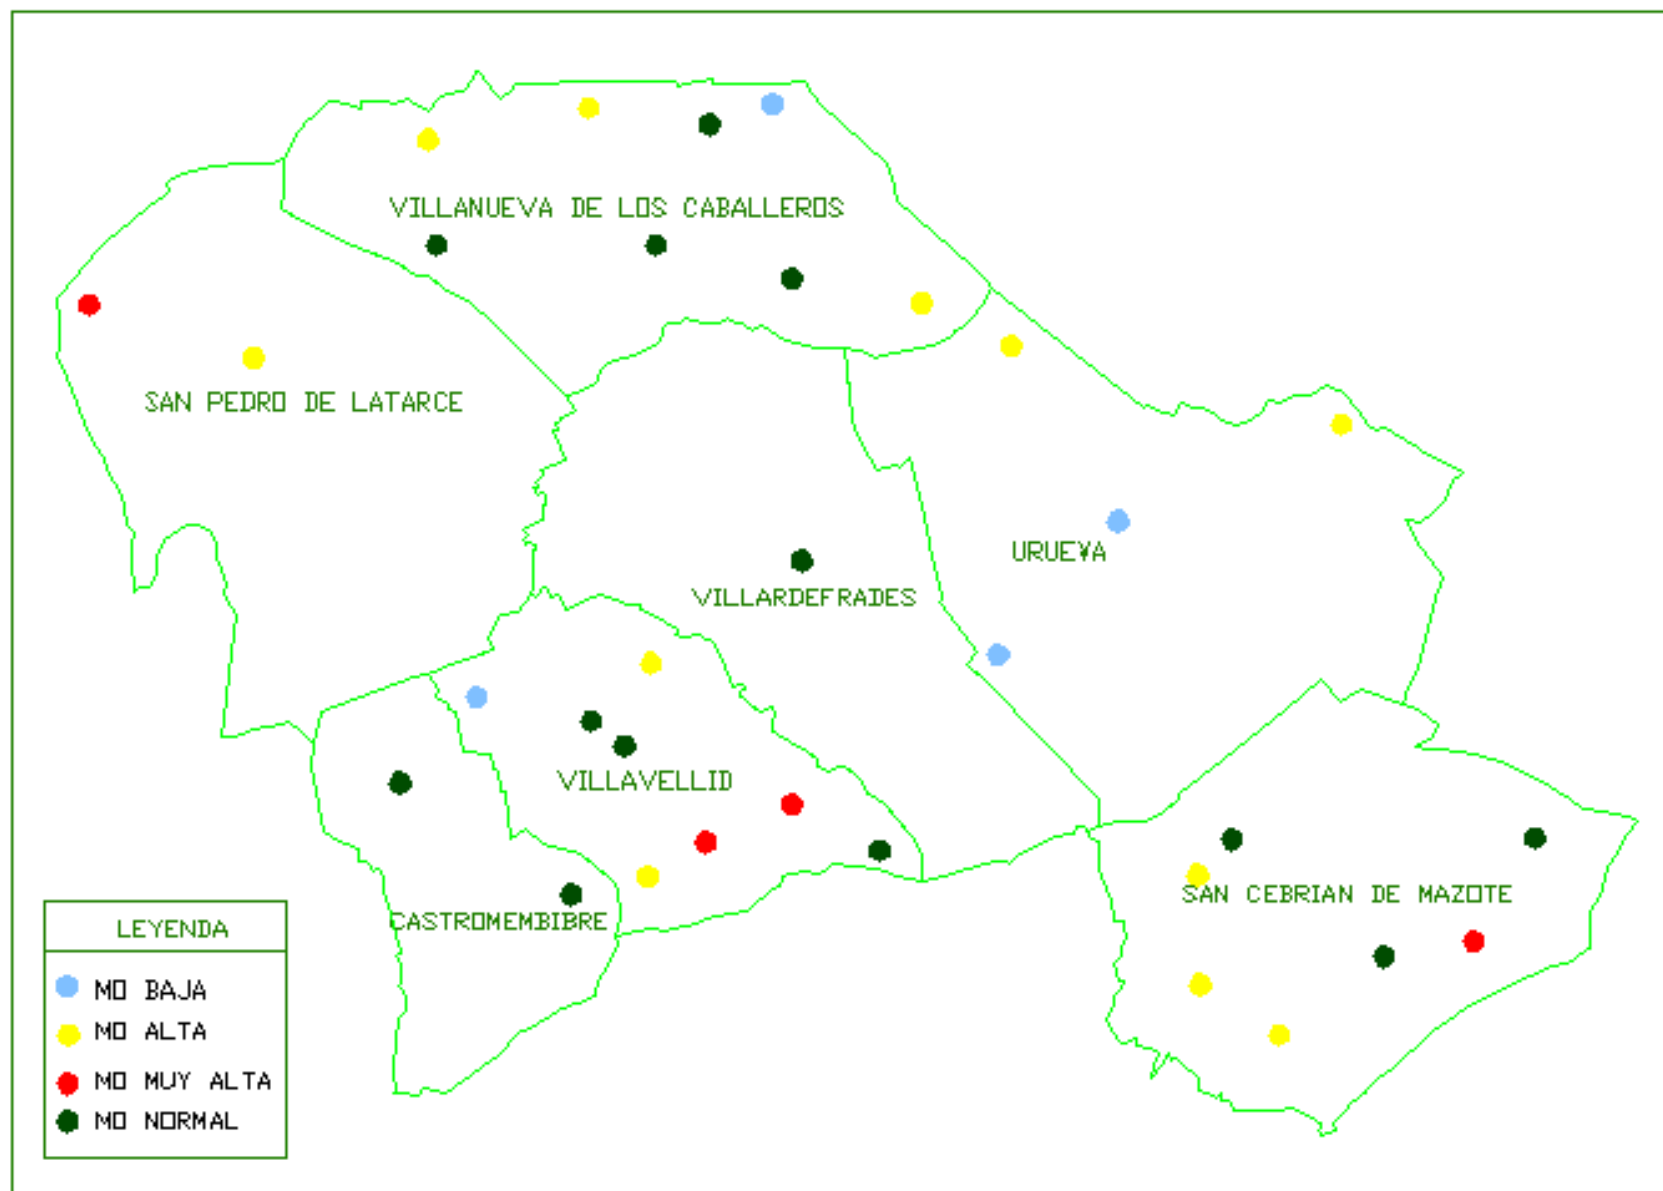 VILLANUEVA DE LOS CABALLEROS
SAN PEDRO DE LATARCE
URUE¥A
VILLARDEFRADES
VILLAVELLID
SAN CEBRIAN DE MAZOTE
CASTROMEMBIBRE
LEYENDA
MO BAJA
MO ALTA
MO MUY ALTA
MO NORMAL